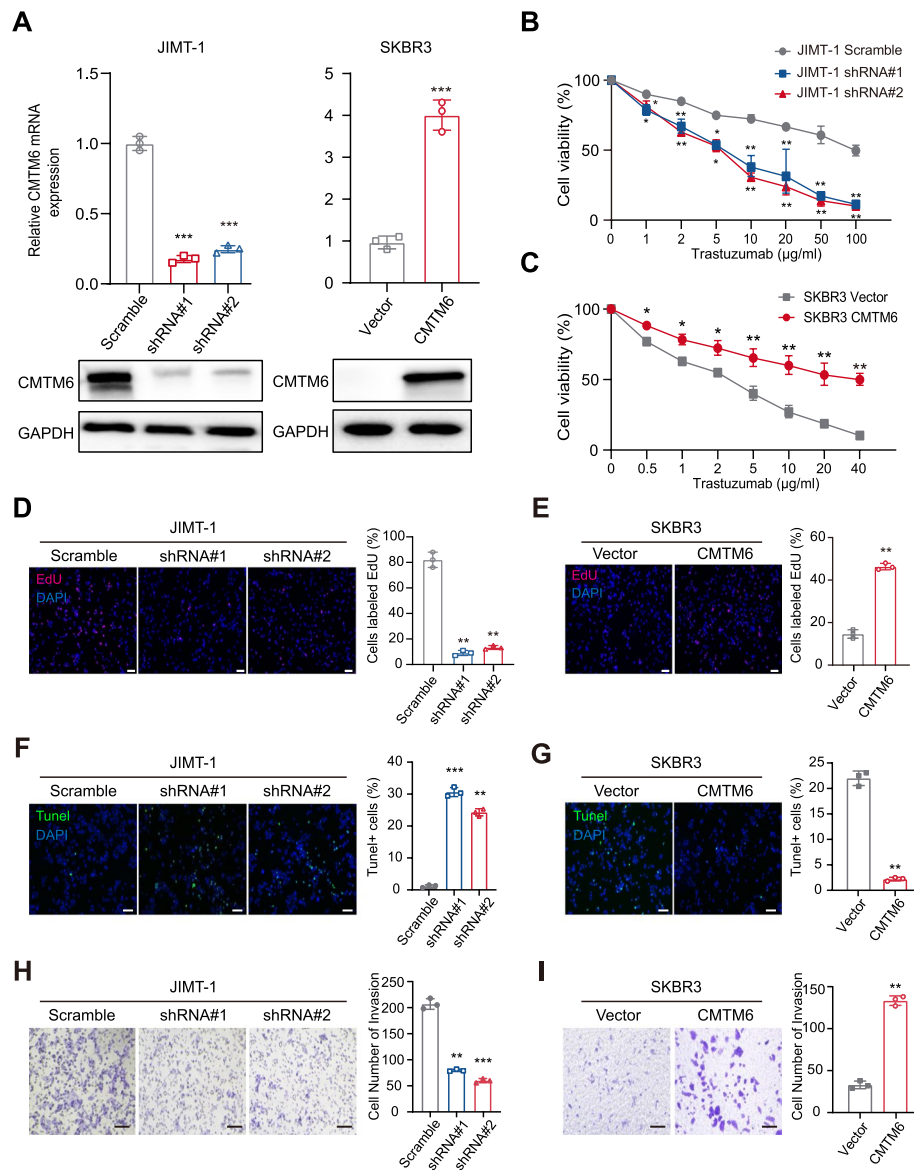 A
JIMT-1
SKBR3
Relative CMTM6 mRNA
expression
1.5
1.0
0.5
0.0
***
***
Scramble
shRNA#1
shRNA#2
5
4
3
2
1
0
***
Vector
CMTM6
CMTM6
GAPDH
CMTM6
GAPDH
B
JIMT-1 Scramble
JIMT-1 shRNA#1
JIMT-1 shRNA#2
Cell viability (%)
100
50
0
* ** * ** ** ** **
* ** * ** ** ** **
0 1 2 5 10 20 50 100
Trastuzumab (µg/ml)
C
SKBR3 Vector
SKBR3 CMTM6
Cell viability (%)
100
50
0
* * * ** ** ** **
0 0.5 1 2 5 10 20 40
Trastuzumab (µg/ml)
D
JIMT-1
Scramble shRNA#1 shRNA#2
EdU
DAPI
Cells labeled EdU (%)
100
80
60
40
20
0
** **
Scramble
shRNA#1
shRNA#2
E
SKBR3
Vector CMTM6
EdU
DAPI
Cells labeled EdU (%)
60
40
20
0
**
Vector
CMTM6
F
JIMT-1
Scramble shRNA#1 shRNA#2
Tunel
DAPI
Tunel+ cells (%)
40
30
20
10
0
*** **
Scramble
shRNA#1
shRNA#2
G
SKBR3
Vector CMTM6
Tunel
DAPI
Tunel+ cells (%)
25
20
15
10
5
0
**
Vector
CMTM6
H
JIMT-1
Scramble shRNA#1 shRNA#2
Cell Number of Invasion
250
200
150
100
50
0
** ***
Scramble
shRNA#1
shRNA#2
I
SKBR3
Vector CMTM6
Cell Number of Invasion
150
100
50
0
**
Vector
CMTM6